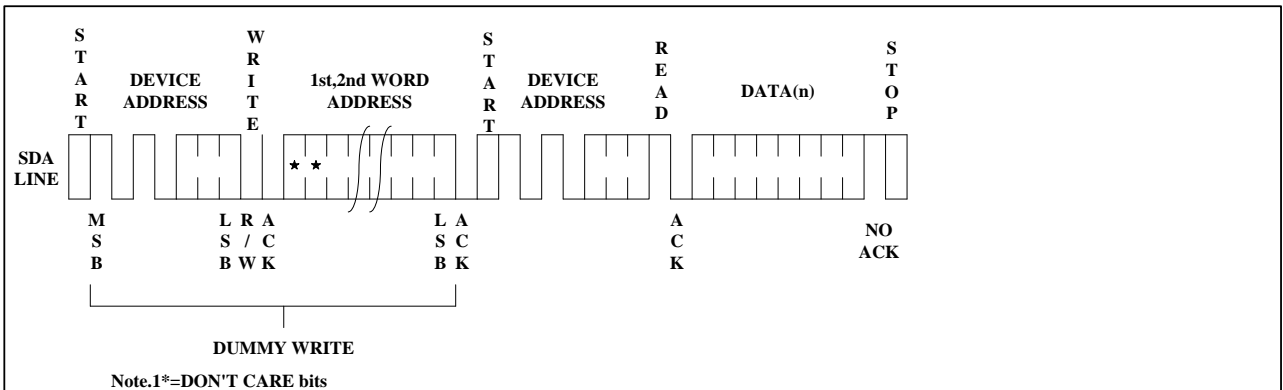 START
DEVICE
ADDRESS
WRITE
1st,2nd WORD
ADDRESS
START
DEVICE
ADDRESS
READ
DATA(n)
STOP
SDA
LINE
* *
MSB
LSB
R/W
ACK
LSB
ACK
ACK
NO
ACK
DUMMY WRITE
Note.1*=DON'T CARE bits